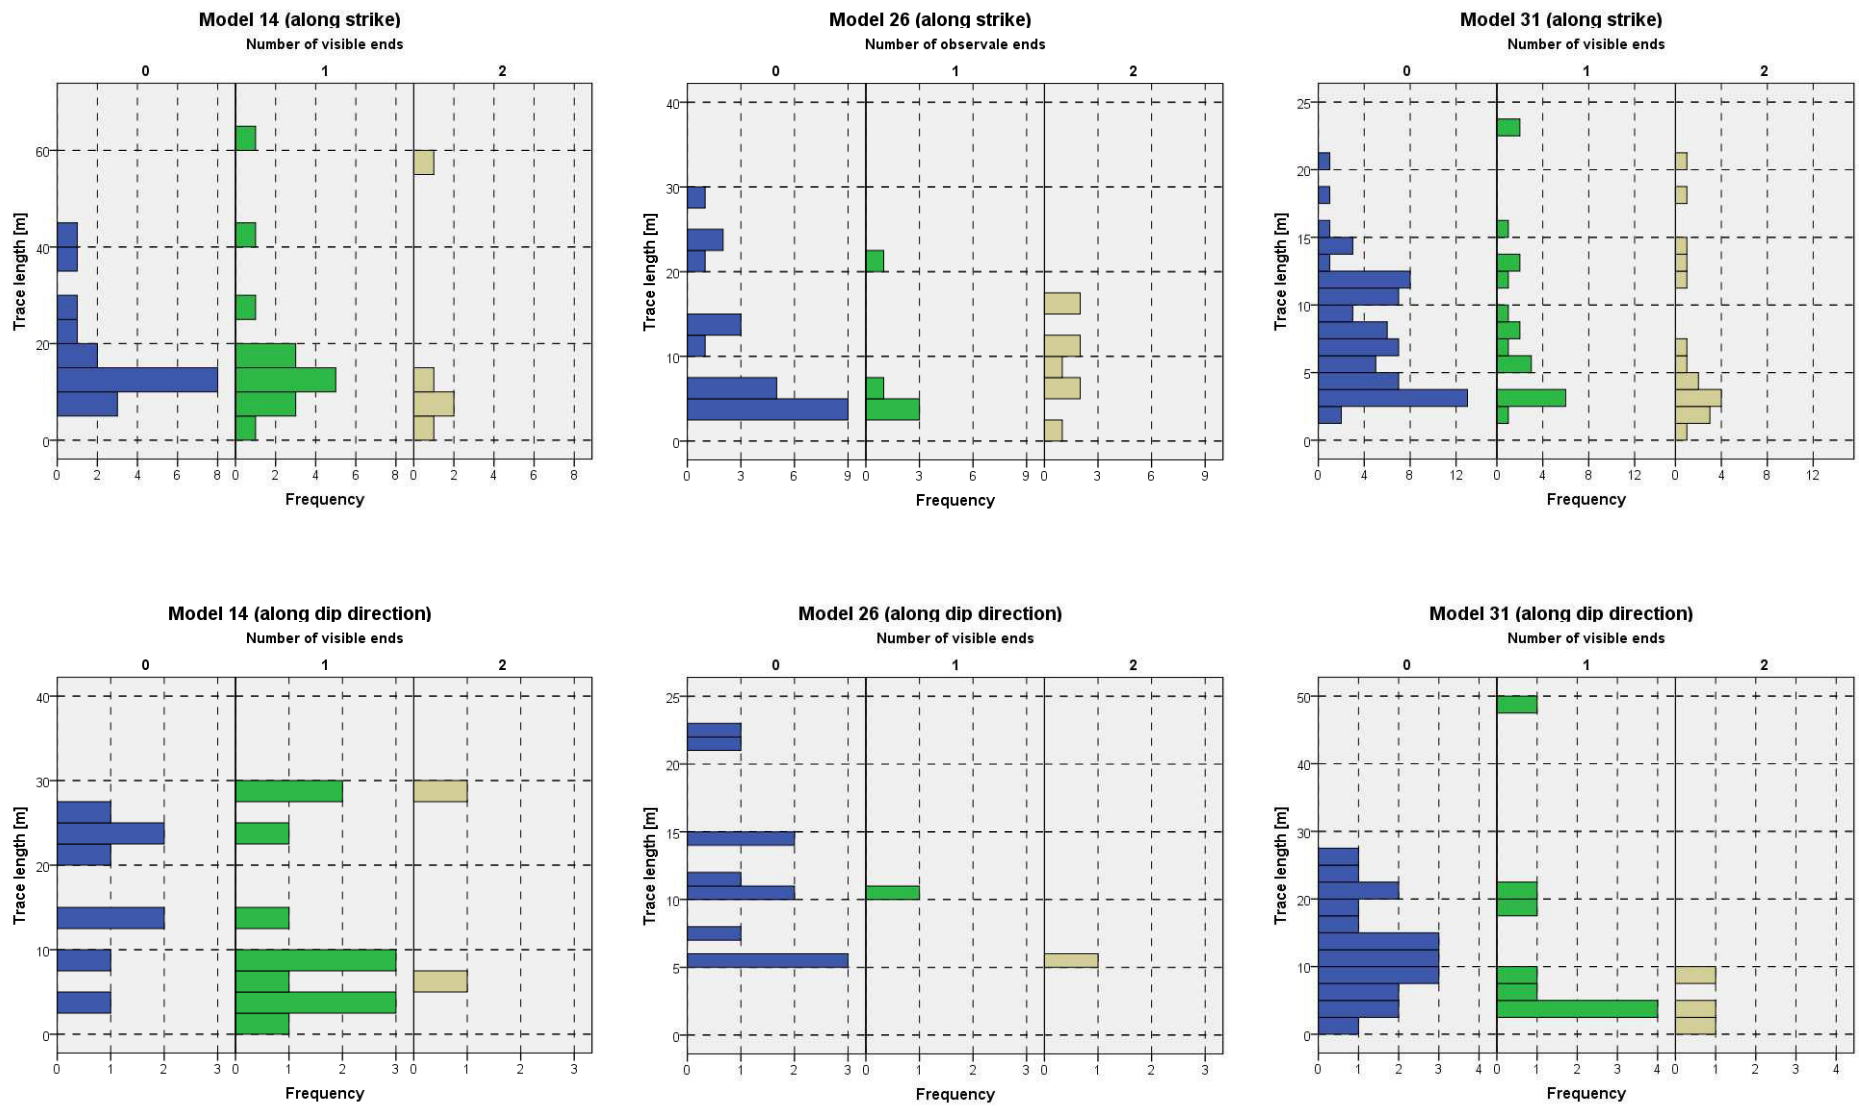 Model 14 (along strike)
Number of visible ends
0 1 2
Trace length [m]
60
40
20
0
0 2 4 6 8 0 2 4 6 8 0 2 4 6 8
Frequency
Model 26 (along strike)
Number of observale ends
0 1 2
Trace length [m]
40
30
20
10
0
0 3 6 9 0 3 6 9 0 3 6 9
Frequency
Model 31 (along strike)
Number of visible ends
0 1 2
Trace length [m]
25
20
15
10
5
0
0 4 8 12 0 4 8 12 0 4 8 12
Frequency
Model 14 (along dip direction)
Number of visible ends
0 1 2
Trace length [m]
40
30
20
10
0
0 1 2 3 0 1 2 3 0 1 2 3
Frequency
Model 26 (along dip direction)
Number of visible ends
0 1 2
Trace length [m]
25
20
15
10
5
0
0 1 2 3 0 1 2 3 0 1 2 3
Frequency
Model 31 (along dip direction)
Number of visible ends
0 1 2
Trace length [m]
50
40
30
20
10
0
0 1 2 3 4 0 1 2 3 4 0 1 2 3 4
Frequency